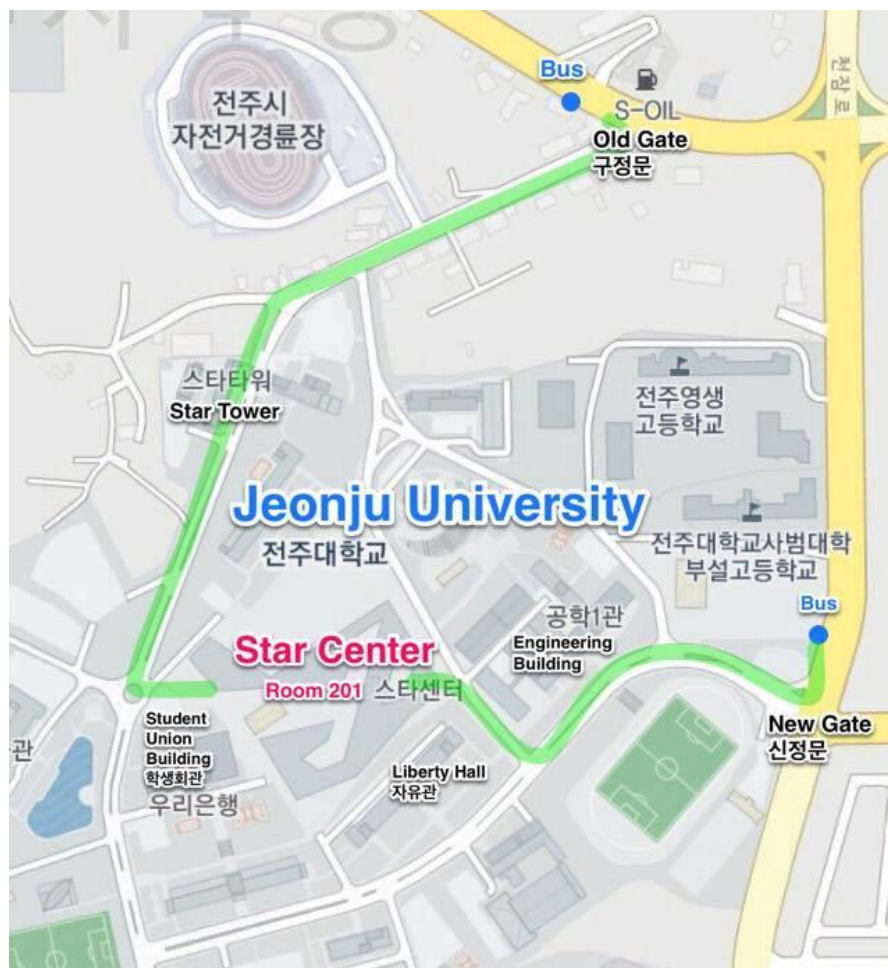 Bus
천잠로
S-OIL
전주시
자전거경륜장
Old Gate
구정문
스타타워
Star Tower
전주영생
고등학교
Jeonju University
전주대학교
전주대학교사범대학
부설고등학교
Bus
공학1관
Engineering
Building
Star Center
Room 201 스타센터
New Gate
신정문
Student
Union
Building
학생회관
관
우리은행
Liberty Hall
자유관